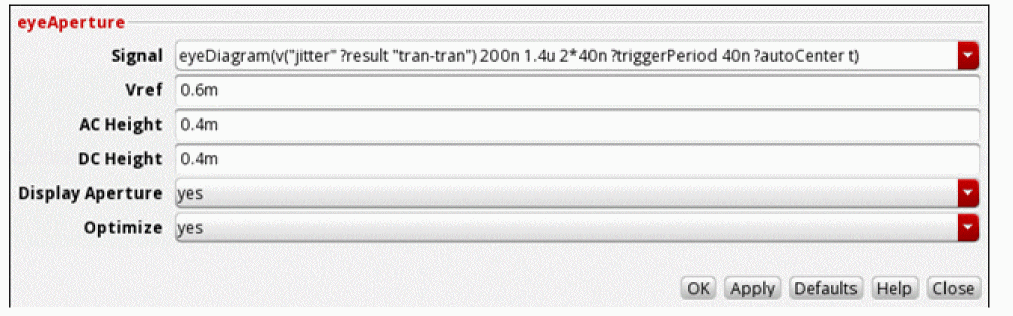 eyeAperture
Signal eyeDiagram(v("jitter" ?result "tran-tran") 200n 1.4u 2*40n ?triggerPeriod 40n ?autoCenter t)
Vref 0.6m
AC Height 0.4m
DC Height 0.4m
Display Aperture yes
Optimize yes
OK Apply Defaults Help Close